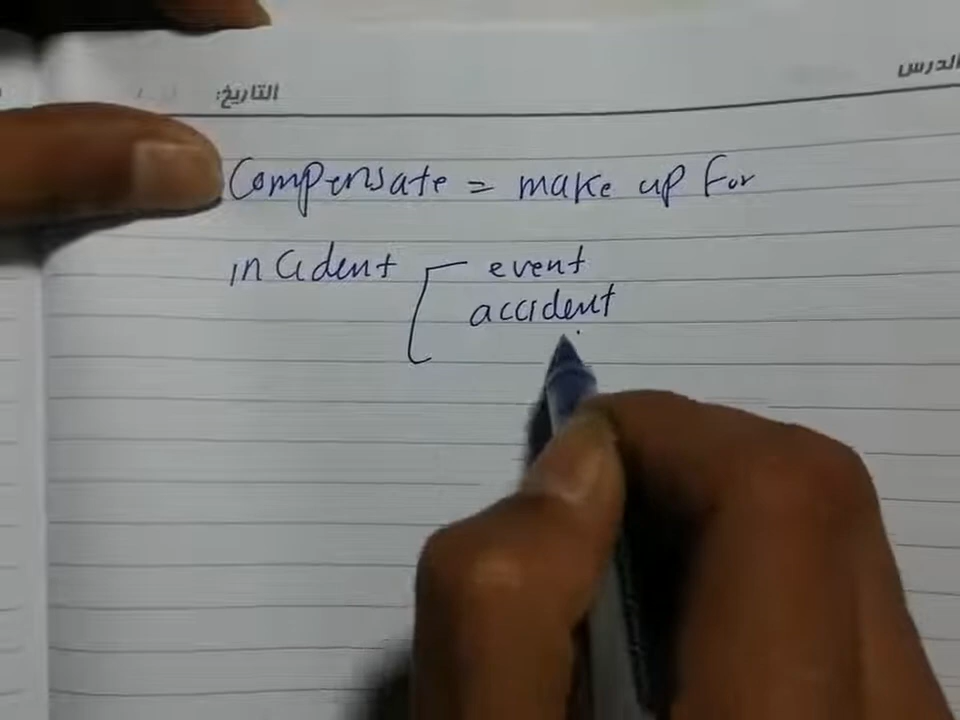 الدرس التاريخ:
Compensate = make up for
incident event
accident